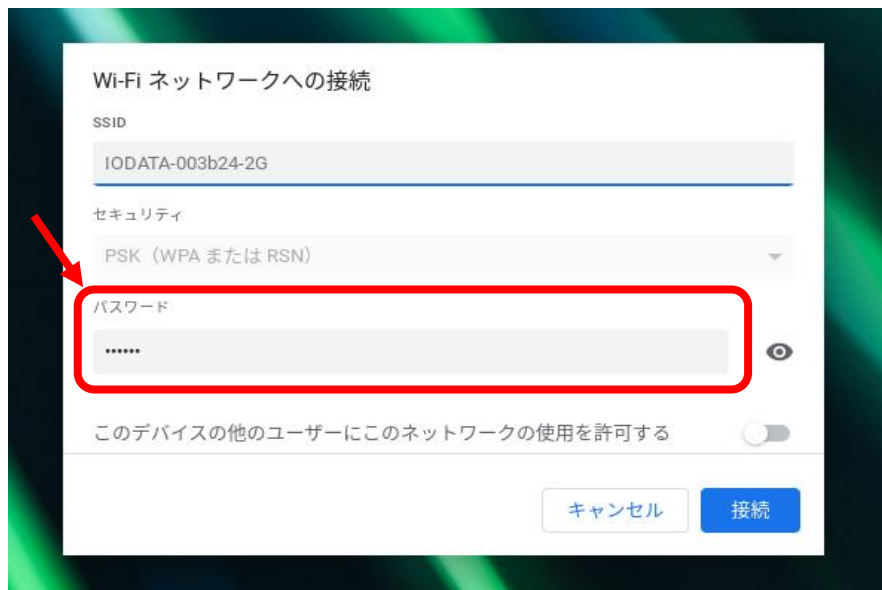 Wi-Fi ネットワークへの接続
SSID
IODATA-003b24-2G
セキュリティ
PSK（WPA または RSN）
パスワード
••••••
このデバイスの他のユーザーにこのネットワークの使用を許可する
キャンセル
接続